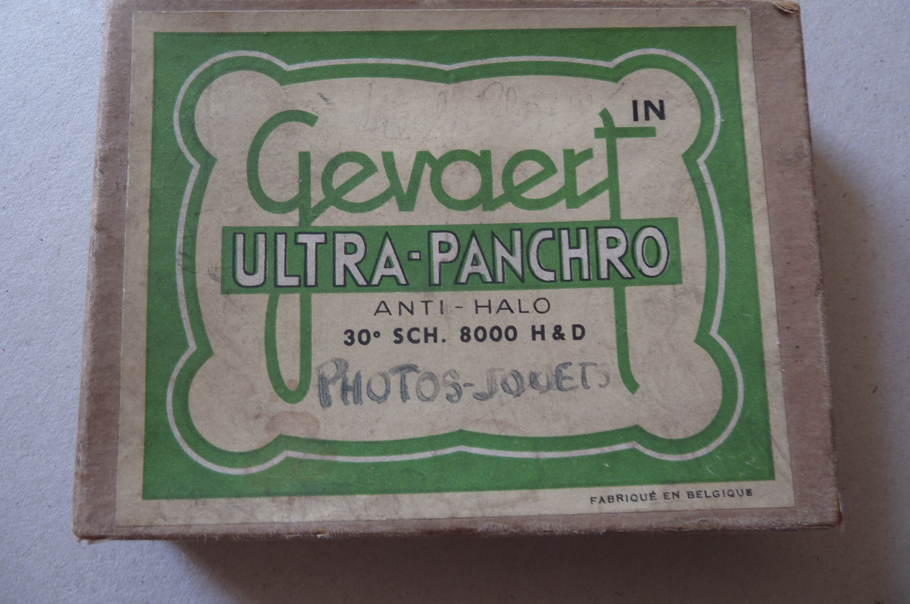 IN
Gevaert
ULTRA-PANCHRO
ANTI-HALO
30° SCH. 8000 H&D
PHOTOS-JOUETS
FABRIQUÉ EN BELGIQUE